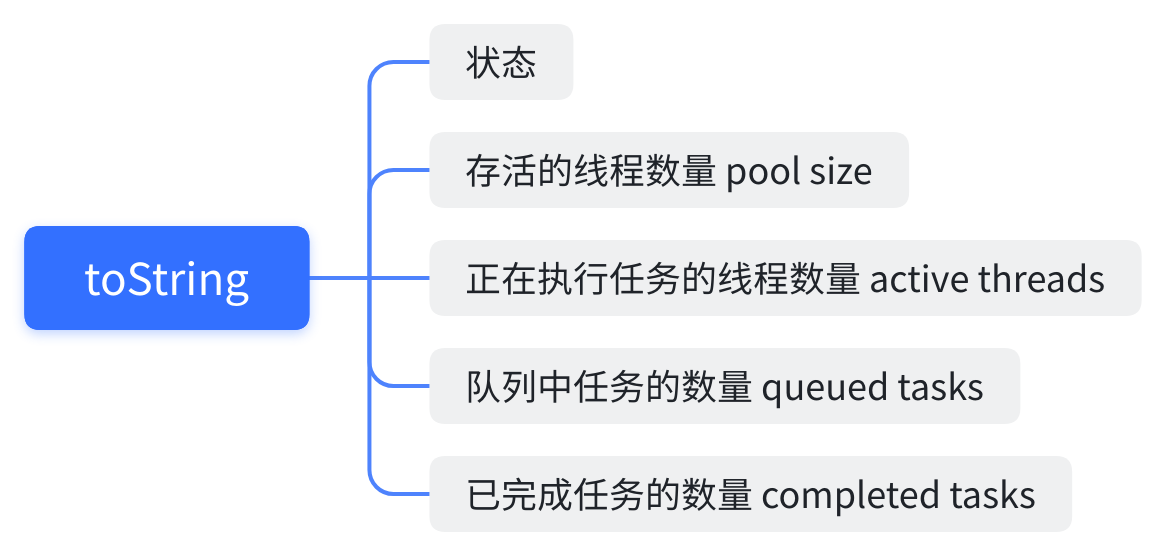 toString
状态
存活的线程数量 pool size
正在执行任务的线程数量 active threads
队列中任务的数量 queued tasks
已完成任务的数量 completed tasks